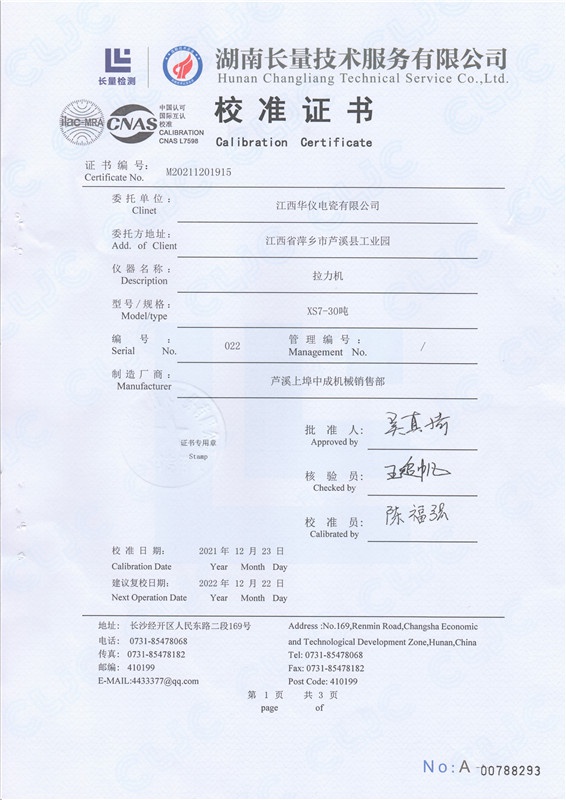 长量检测
湖南长量技术服务有限公司
Hunan Changliang Technical Service Co.,Ltd.
ilac-MRA
CNAS
中国认可
国际互认
校准
CALIBRATION
CNAS L7598
校准证书
Calibration Certificate
证书编号: M20211201915
Certificate No.
委托单位: 江西华仪电瓷有限公司
Clinet
委托方地址: 江西省萍乡市芦溪县工业园
Add. of Client
仪器名称: 拉力机
Description
型号/规格: XS7-30吨
Model/type
编号: 022 管理编号: /
Serial No. Management No.
制造厂商: 芦溪上埠中成机械销售部
Manufacturer
证书专用章
Stamp
批准人:
Approved by
核验员:
Checked by
校准员: 陈福强
Calibrated by
校准日期: 2021年 12月 23日
Calibration Date Year Month Day
建议复校日期: 2022年 12月 22日
Next Operation Date Year Month Day
地址: 长沙经开区人民东路二段169号
电话: 0731-85478068
传真: 0731-85478182
邮编: 410199
E-MAIL:4433377@qq.com
Address :No.169,Renmin Road,Changsha Economic
and Technological Development Zone,Hunan,China
Tel: 0731-85478068
Fax: 0731-85478182
Post Code: 410199
第 1 页 共 3 页
page of
No:A-00788293